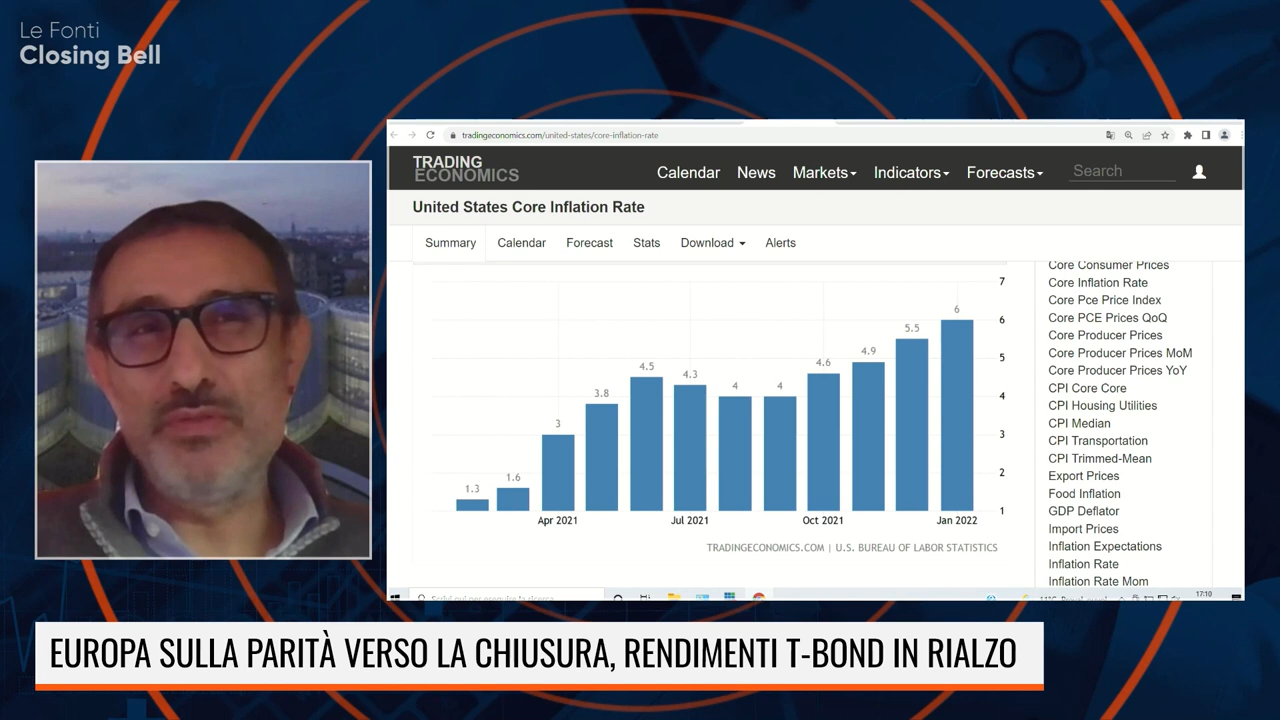 Le Fonti
Closing Bell
tradingeconomics.com/united-states/core-inflation-rate
TRADING
ECONOMICS
Calendar News Markets Indicators Forecasts Search
United States Core Inflation Rate
Summary Calendar Forecast Stats Download Alerts
7
6
5
4
3
2
1
1.3
1.6
3
3.8
4.5
4.3
4
4
4.6
4.9
5.5
6
Apr 2021 Jul 2021 Oct 2021 Jan 2022
TRADINGECONOMICS.COM | U.S. BUREAU OF LABOR STATISTICS
Core Consumer Prices
Core Inflation Rate
Core Pce Price Index
Core PCE Prices QoQ
Core Producer Prices
Core Producer Prices MoM
Core Producer Prices YoY
CPI Core Core
CPI Housing Utilities
CPI Median
CPI Transportation
CPI Trimmed-Mean
Export Prices
Food Inflation
GDP Deflator
Import Prices
Inflation Expectations
Inflation Rate
Inflation Rate Mom
17:10
EUROPA SULLA PARITÀ VERSO LA CHIUSURA, RENDIMENTI T-BOND IN RIALZO